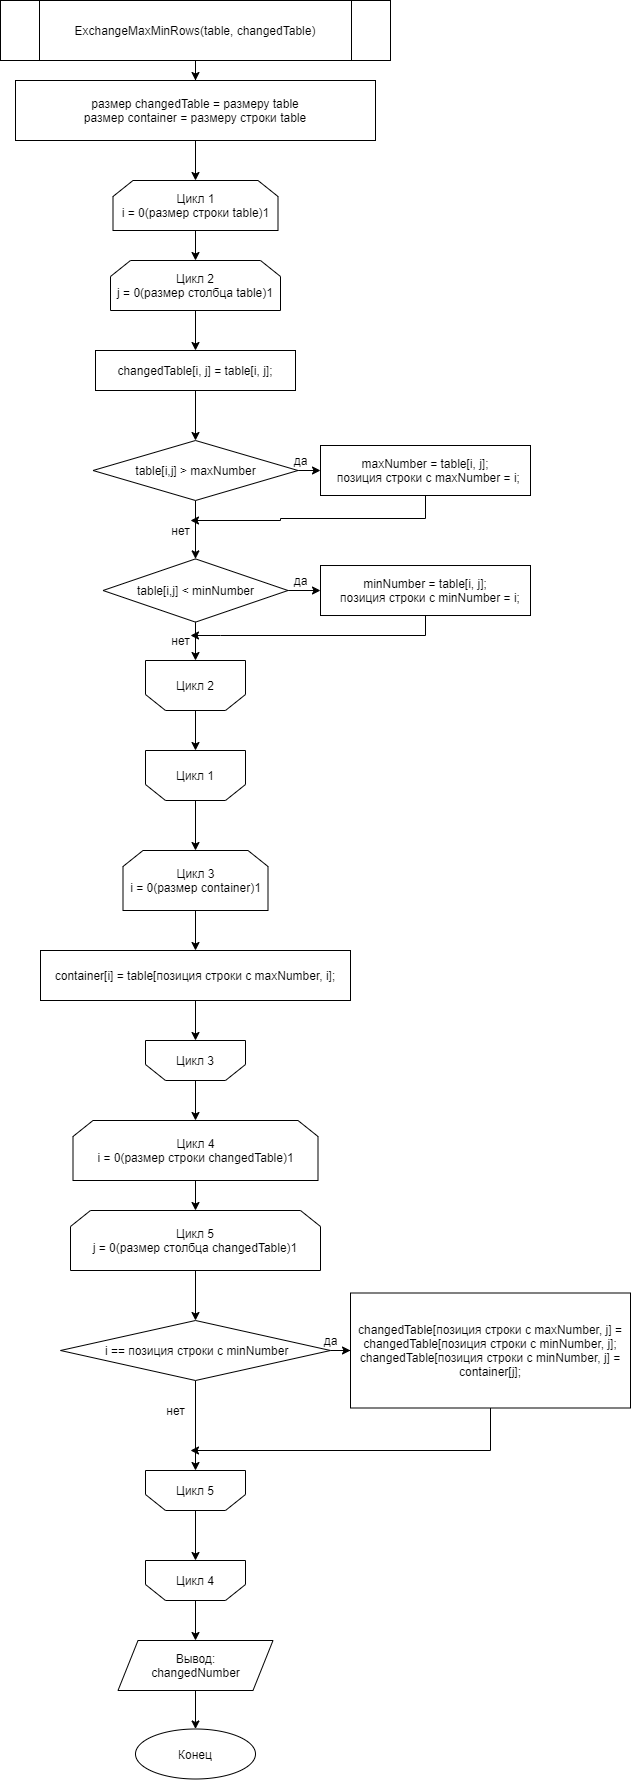 ExchangeMaxMinRows(table, changedTable)
размер changedTable = размеру table
размер container = размеру строки table
Цикл 1
i = 0(размер строки table)1
Цикл 2
j = 0(размер столбца table)1
changedTable[i, j] = table[i, j];
table[i,j] > maxNumber
да
maxNumber = table[i, j];
позиция строки с maxNumber = i;
нет
table[i,j] < minNumber
да
minNumber = table[i, j];
позиция строки с minNumber = i;
нет
Цикл 2
Цикл 1
Цикл 3
i = 0(размер container)1
container[i] = table[позиция строки с maxNumber, i];
Цикл 3
Цикл 4
i = 0(размер строки changedTable)1
Цикл 5
j = 0(размер столбца changedTable)1
i == позиция строки с minNumber
да
changedTable[позиция строки с maxNumber, j] =
changedTable[позиция строки с minNumber, j];
changedTable[позиция строки с minNumber, j] =
container[j];
нет
Цикл 5
Цикл 4
Вывод:
changedNumber
Конец